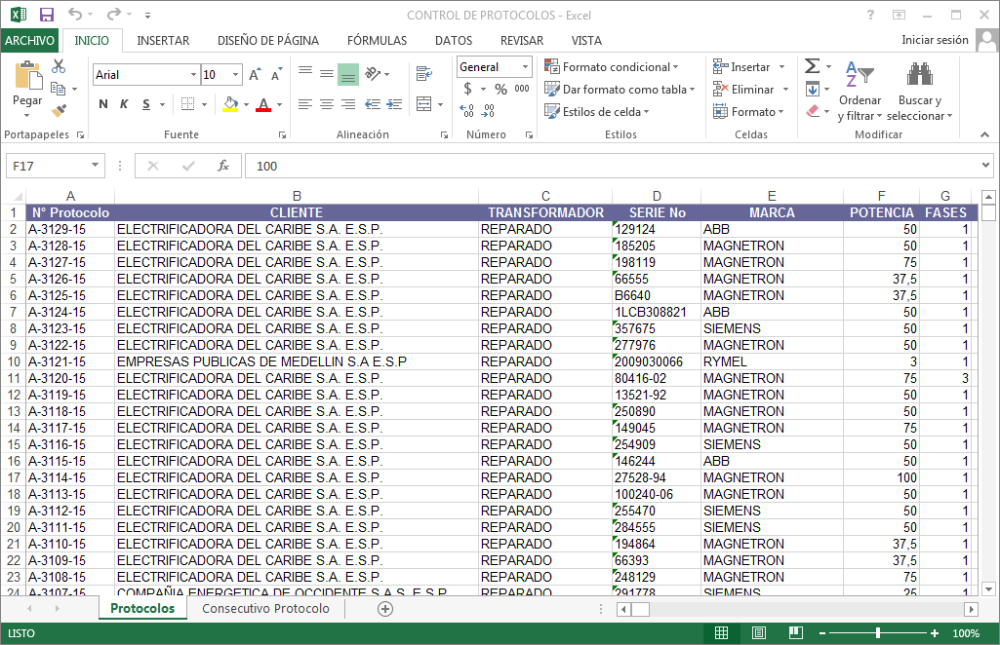 CONTROL DE PROTOCOLOS - Excel
ARCHIVO INICIO INSERTAR DISEÑO DE PÁGINA FÓRMULAS DATOS REVISAR VISTA Iniciar sesión
Pegar
Portapapeles
Arial 10
N K S
Fuente
Alineación
General
$ % 000
Número
Formato condicional
Dar formato como tabla
Estilos de celda
Estilos
Insertar
Eliminar
Formato
Celdas
Ordenar y filtrar
Buscar y seleccionar
Modificar
F17 fx 100
A B C D E F G
1 N° Protocolo CLIENTE TRANSFORMADOR SERIE No MARCA POTENCIA FASES
2 A-3129-15 ELECTRIFICADORA DEL CARIBE S.A. E.S.P. REPARADO 129124 ABB 50 1
3 A-3128-15 ELECTRIFICADORA DEL CARIBE S.A. E.S.P. REPARADO 185205 MAGNETRON 50 1
4 A-3127-15 ELECTRIFICADORA DEL CARIBE S.A. E.S.P. REPARADO 198119 MAGNETRON 75 1
5 A-3126-15 ELECTRIFICADORA DEL CARIBE S.A. E.S.P. REPARADO 66555 MAGNETRON 37,5 1
6 A-3125-15 ELECTRIFICADORA DEL CARIBE S.A. E.S.P. REPARADO B6640 MAGNETRON 37,5 1
7 A-3124-15 ELECTRIFICADORA DEL CARIBE S.A. E.S.P. REPARADO 1LCB308821 ABB 50 1
8 A-3123-15 ELECTRIFICADORA DEL CARIBE S.A. E.S.P. REPARADO 357675 SIEMENS 50 1
9 A-3122-15 ELECTRIFICADORA DEL CARIBE S.A. E.S.P. REPARADO 277976 MAGNETRON 50 1
10 A-3121-15 EMPRESAS PUBLICAS DE MEDELLIN S.A E.S.P REPARADO 2009030066 RYMEL 3 1
11 A-3120-15 ELECTRIFICADORA DEL CARIBE S.A. E.S.P. REPARADO 80416-02 MAGNETRON 75 3
12 A-3119-15 ELECTRIFICADORA DEL CARIBE S.A. E.S.P. REPARADO 13521-92 MAGNETRON 50 1
13 A-3118-15 ELECTRIFICADORA DEL CARIBE S.A. E.S.P. REPARADO 250890 MAGNETRON 50 1
14 A-3117-15 ELECTRIFICADORA DEL CARIBE S.A. E.S.P. REPARADO 149045 MAGNETRON 75 1
15 A-3116-15 ELECTRIFICADORA DEL CARIBE S.A. E.S.P. REPARADO 254909 SIEMENS 50 1
16 A-3115-15 ELECTRIFICADORA DEL CARIBE S.A. E.S.P. REPARADO 146244 ABB 50 1
17 A-3114-15 ELECTRIFICADORA DEL CARIBE S.A. E.S.P. REPARADO 27528-94 MAGNETRON 100 1
18 A-3113-15 ELECTRIFICADORA DEL CARIBE S.A. E.S.P. REPARADO 100240-06 MAGNETRON 50 1
19 A-3112-15 ELECTRIFICADORA DEL CARIBE S.A. E.S.P. REPARADO 255470 SIEMENS 50 1
20 A-3111-15 ELECTRIFICADORA DEL CARIBE S.A. E.S.P. REPARADO 284555 SIEMENS 50 1
21 A-3110-15 ELECTRIFICADORA DEL CARIBE S.A. E.S.P. REPARADO 194864 MAGNETRON 37,5 1
22 A-3109-15 ELECTRIFICADORA DEL CARIBE S.A. E.S.P. REPARADO 66393 MAGNETRON 37,5 1
23 A-3108-15 ELECTRIFICADORA DEL CARIBE S.A. E.S.P. REPARADO 248129 MAGNETRON 75 1
24 A-3107-15 COMPAÑIA ENERGETICA DE OCCIDENTE S.A.S. E.S.P. REPARADO 291778 SIEMENS 25 1
Protocolos Consecutivo Protocolo
LISTO 100%